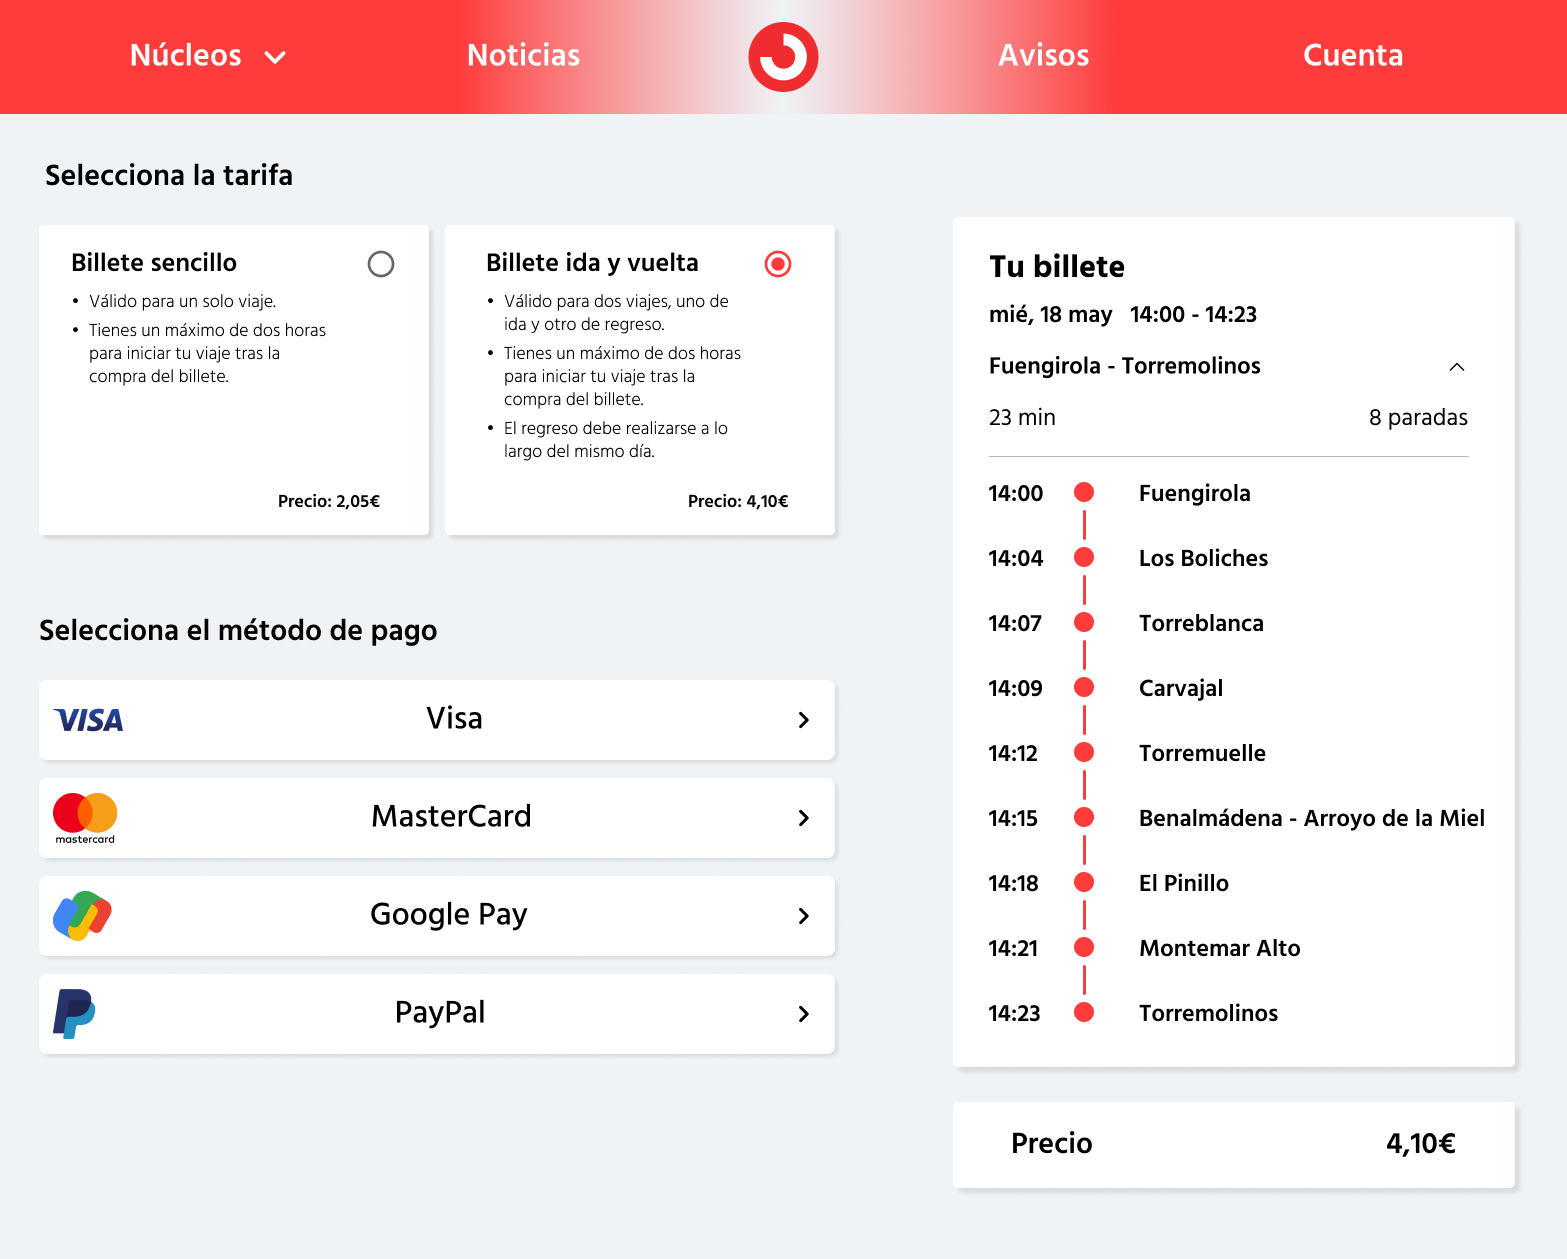 Núcleos
Noticias
Avisos
Cuenta
Selecciona la tarifa
Billete sencillo
• Válido para un solo viaje.
• Tienes un máximo de dos horas
para iniciar tu viaje tras la
compra del billete.
Precio: 2,05€
Billete ida y vuelta
• Válido para dos viajes, uno de
ida y otro de regreso.
• Tienes un máximo de dos horas
para iniciar tu viaje tras la
compra del billete.
• El regreso debe realizarse a lo
largo del mismo día.
Precio: 4,10€
Selecciona el método de pago
VISA Visa
mastercard MasterCard
Google Pay
PayPal
Tu billete
mié, 18 may 14:00 - 14:23
Fuengirola - Torremolinos
23 min 8 paradas
14:00 Fuengirola
14:04 Los Boliches
14:07 Torreblanca
14:09 Carvajal
14:12 Torremuelle
14:15 Benalmádena - Arroyo de la Miel
14:18 El Pinillo
14:21 Montemar Alto
14:23 Torremolinos
Precio 4,10€